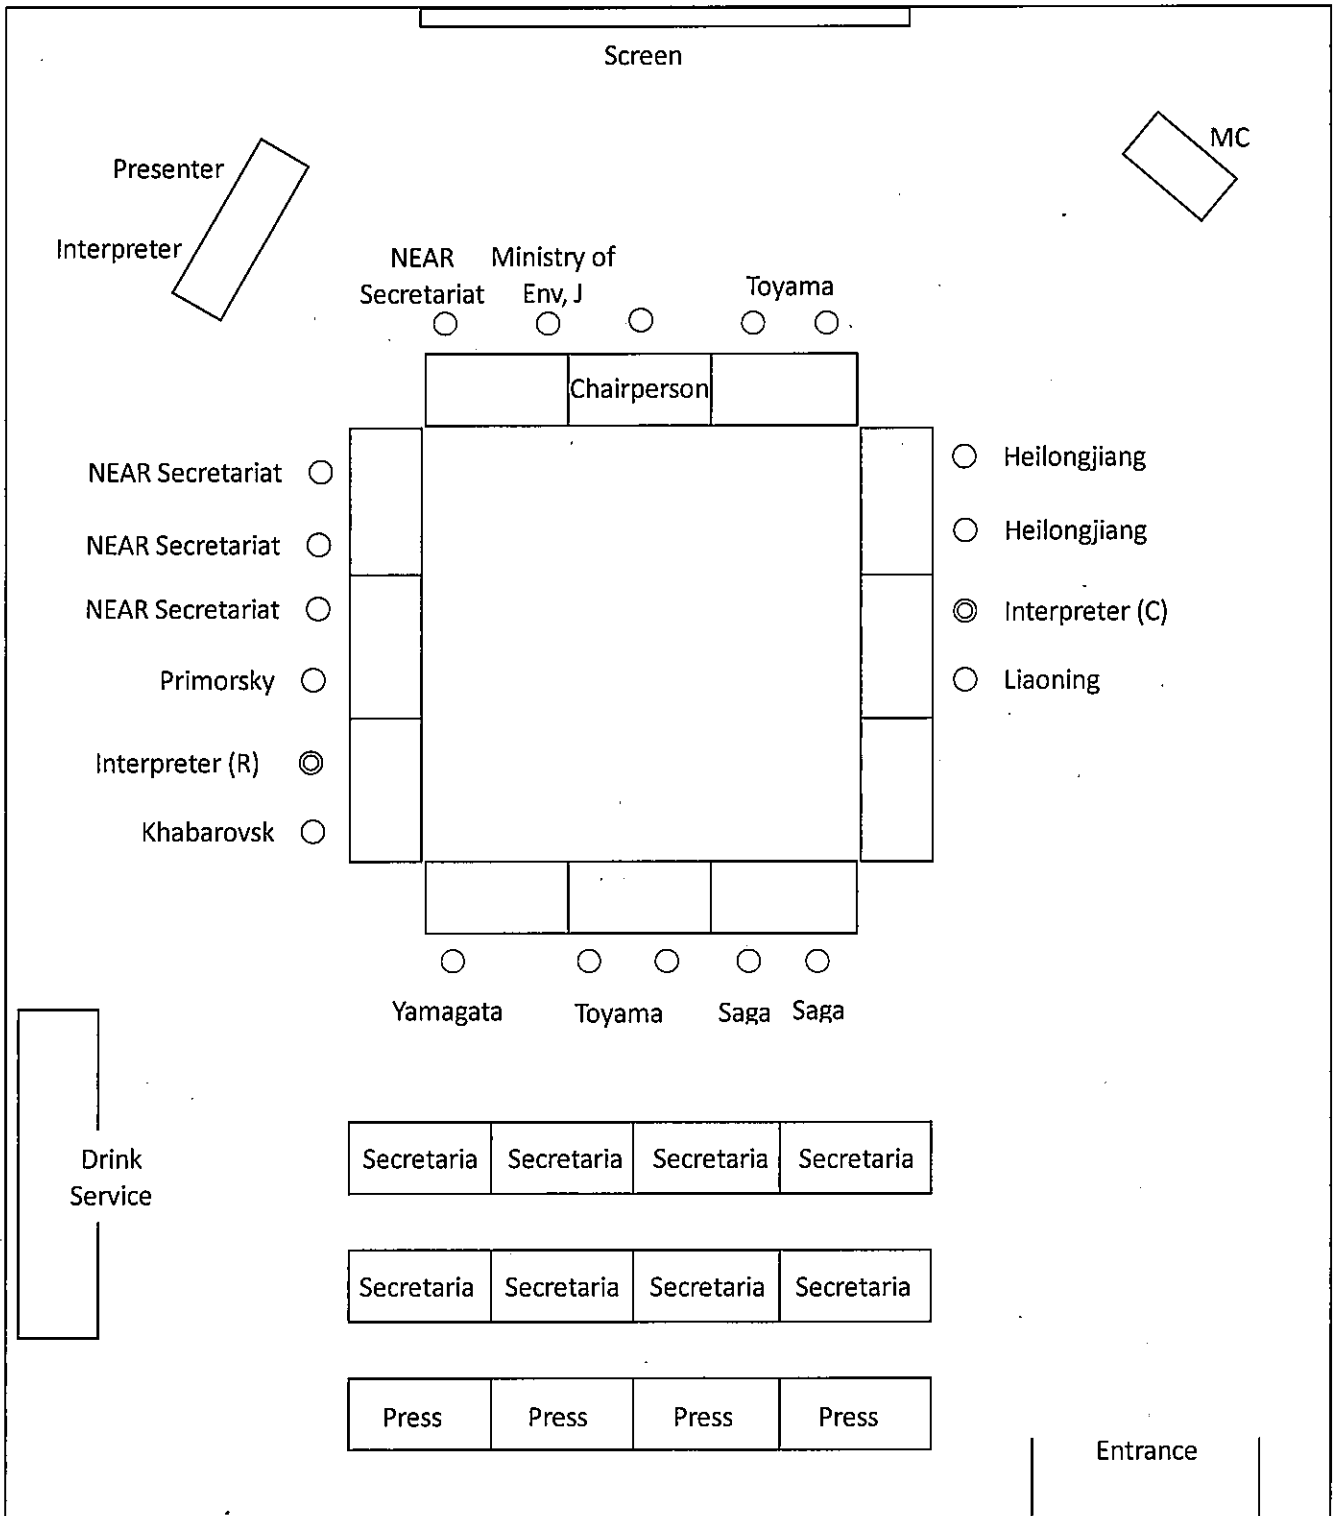 Screen
MC
Presenter
Interpreter
NEAR
Secretariat
Ministry of
Env, J
Toyama
Chairperson
NEAR Secretariat
NEAR Secretariat
NEAR Secretariat
Primorsky
Interpreter (R)
Khabarovsk
Heilongjiang
Heilongjiang
Interpreter (C)
Liaoning
Yamagata
Toyama
Saga
Saga
Drink
Service
Secretaria
Secretaria
Secretaria
Secretaria
Secretaria
Secretaria
Secretaria
Secretaria
Press
Press
Press
Press
Entrance